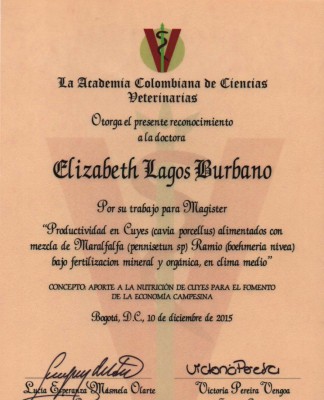 La Academia Colombiana de Ciencias
Veterinarias
Otorga el presente reconocimiento
a la doctora
Elizabeth Lagos Burbano
Por su trabajo para Magister
"Productividad en Cuyes (cavia porcellus) alimentados con
mezcla de Maralfalfa (pennisetun sp) Ramio (boehmeria nivea)
bajo fertilizacion mineral y orgánica, en clima medio"
CONCEPTO: APORTE A LA NUTRICIÓN DE CUYES PARA EL FOMENTO
DE LA ECONOMÍA CAMPESINA
Bogotá, D.C., 10 de diciembre de 2015
Victoria Pereira
Lucía Esperanza Másmela Olarte
Victoria Pereira Vengoa